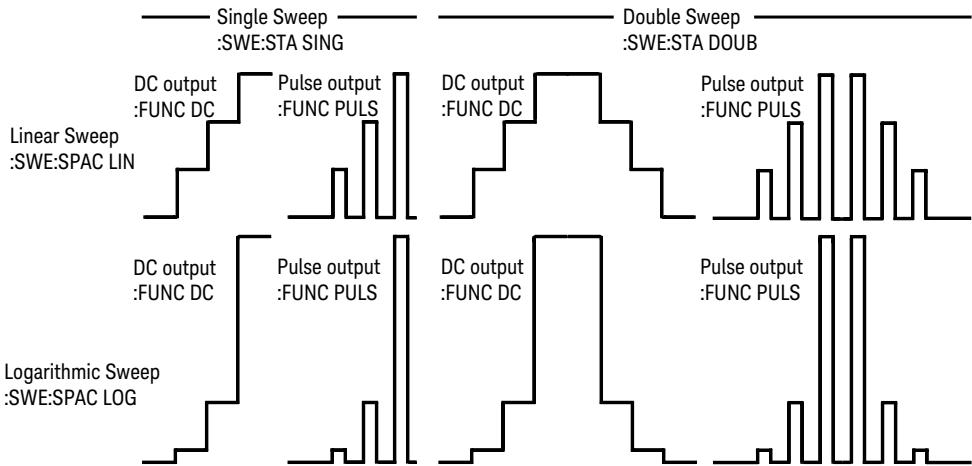 Single Sweep
:SWE:STA SING
Double Sweep
:SWE:STA DOUB
Linear Sweep
:SWE:SPAC LIN
DC output
:FUNC DC
Pulse output
:FUNC PULS
DC output
:FUNC DC
Pulse output
:FUNC PULS
Logarithmic Sweep
:SWE:SPAC LOG
DC output
:FUNC DC
Pulse output
:FUNC PULS
DC output
:FUNC DC
Pulse output
:FUNC PULS